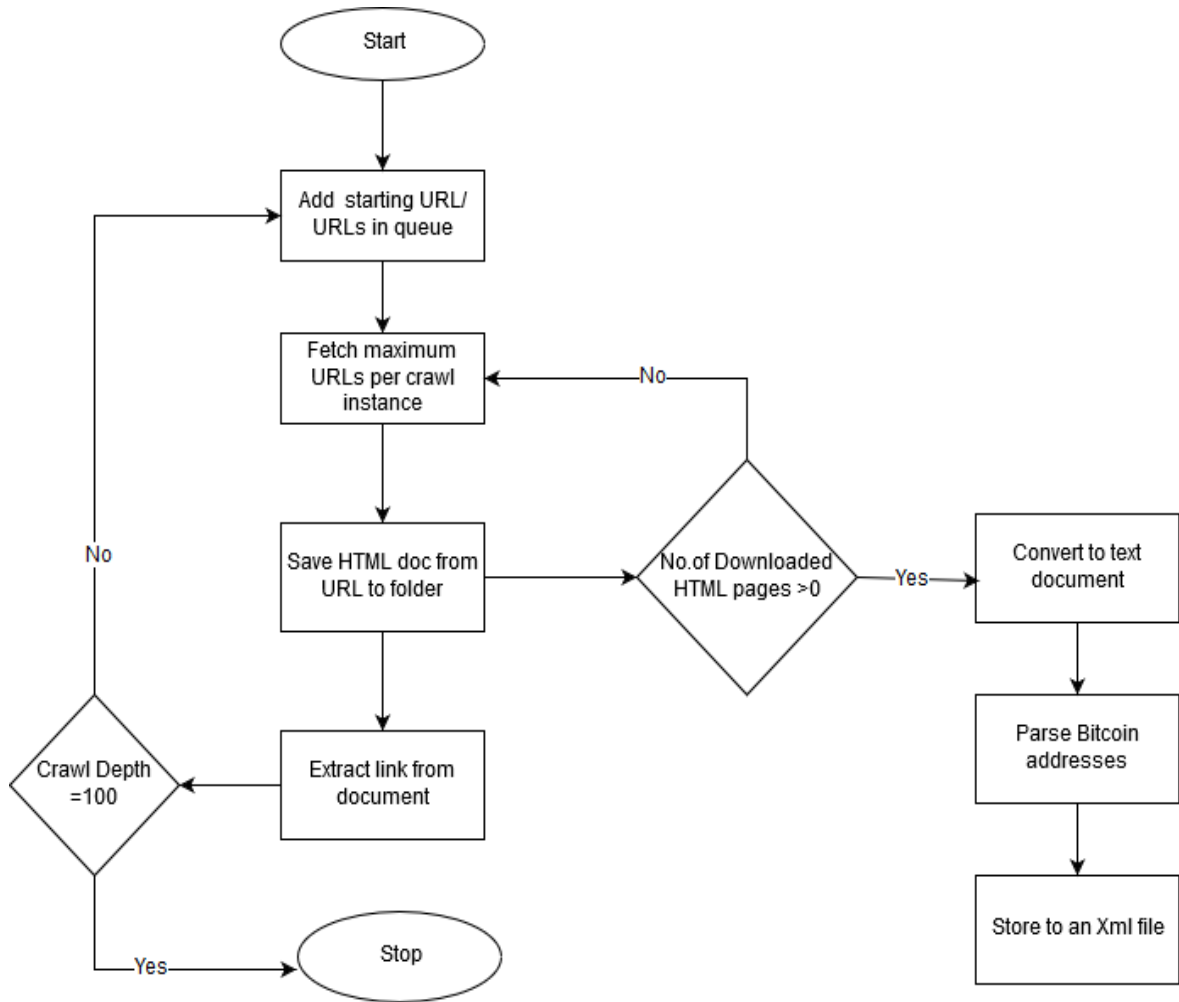 Start
Add  starting URL/
URLs in queue
Fetch maximum
URLs per crawl
instance
No
Save HTML doc from
URL to folder
No.of Downloaded
HTML pages >0
Yes
Convert to text
document
No
Parse Bitcoin
addresses
Crawl Depth
=100
Extract link from
document
Store to an Xml file
Yes
Stop